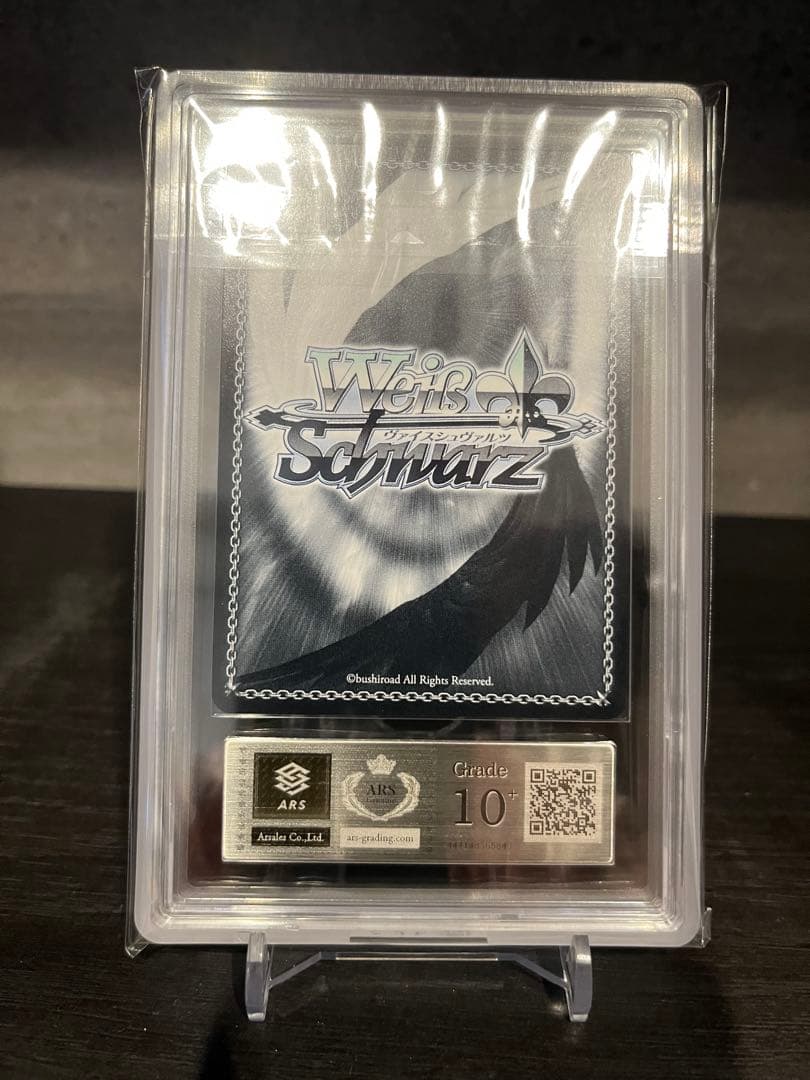 Weiß
ヴァイスシュヴァルツ
Schwarz
©bushiroad All Rights Reserved.
ARS
Arsales Co.,Ltd.
ARS
ars-grading.com
Grade
10+